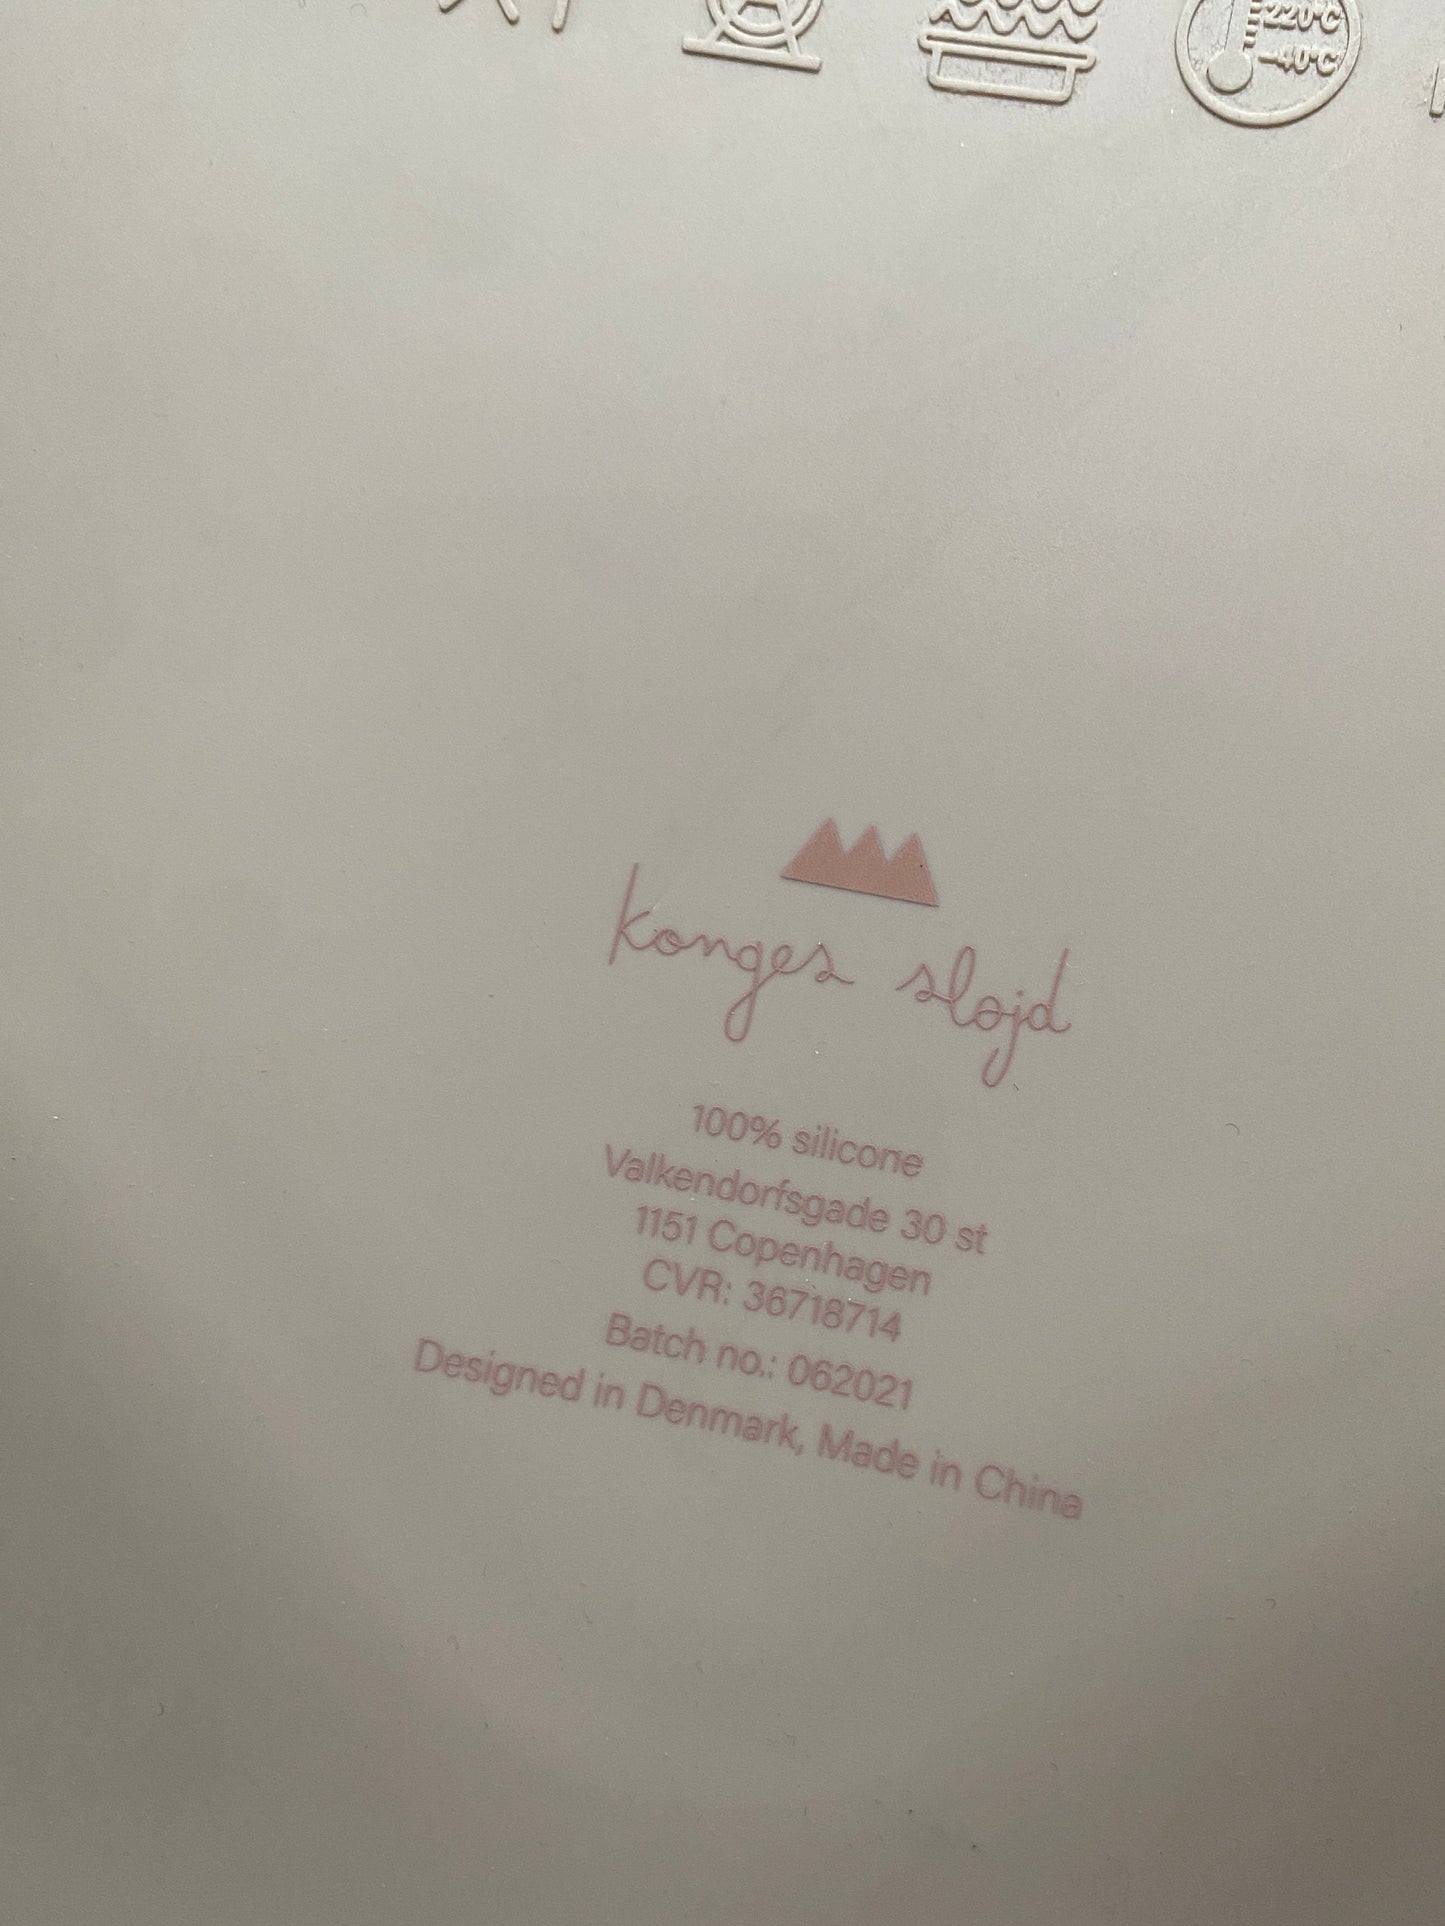 220°C
-40°C
konges sløjd
100% silicone
Valkendorfsgade 30 st
1151 Copenhagen
CVR: 36718714
Batch no.: 062021
Designed in Denmark, Made in China